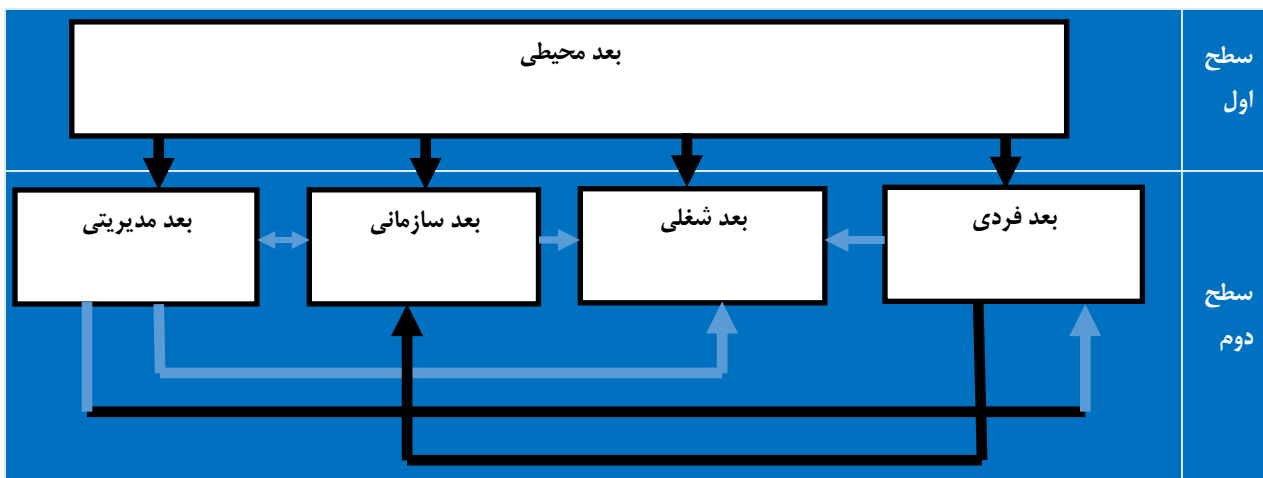 بعد محیطی
سطح
اول
بعد فردی
بعد شغلی
بعد سازمانی
بعد مدیریتی
سطح
دوم